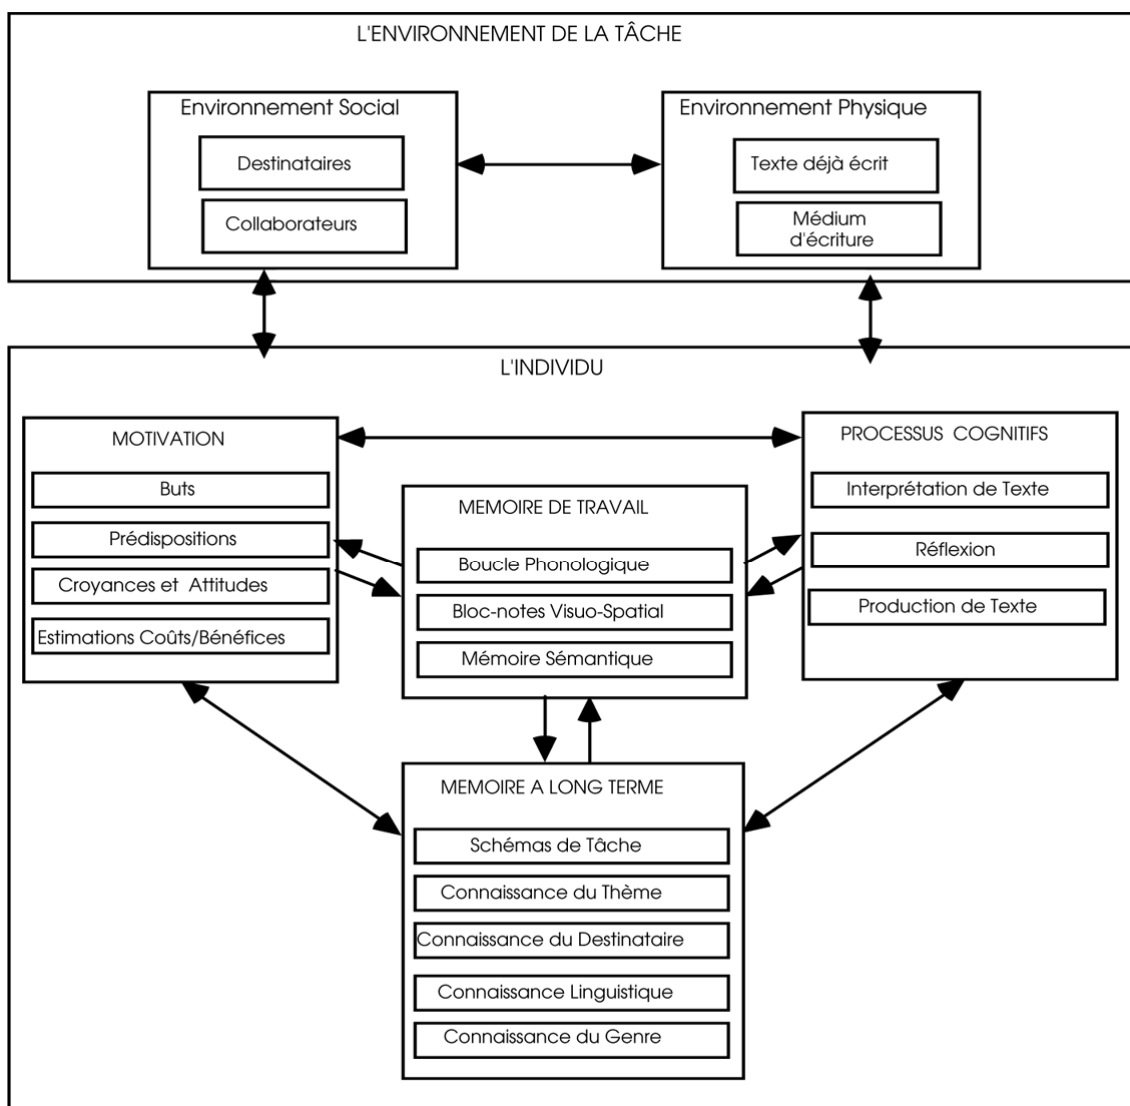 L'ENVIRONNEMENT DE LA TÂCHE
Environnement Social
Destinataires
Collaborateurs
Environnement Physique
Texte déjà écrit
Médium
d'écriture
L'INDIVIDU
MOTIVATION
Buts
Prédispositions
Croyances et Attitudes
Estimations Coûts/Bénéfices
MEMOIRE DE TRAVAIL
Boucle Phonologique
Bloc-notes Visuo-Spatial
Mémoire Sémantique
PROCESSUS COGNITIFS
Interprétation de Texte
Réflexion
Production de Texte
MEMOIRE A LONG TERME
Schémas de Tâche
Connaissance du Thème
Connaissance du Destinataire
Connaissance Linguistique
Connaissance du Genre